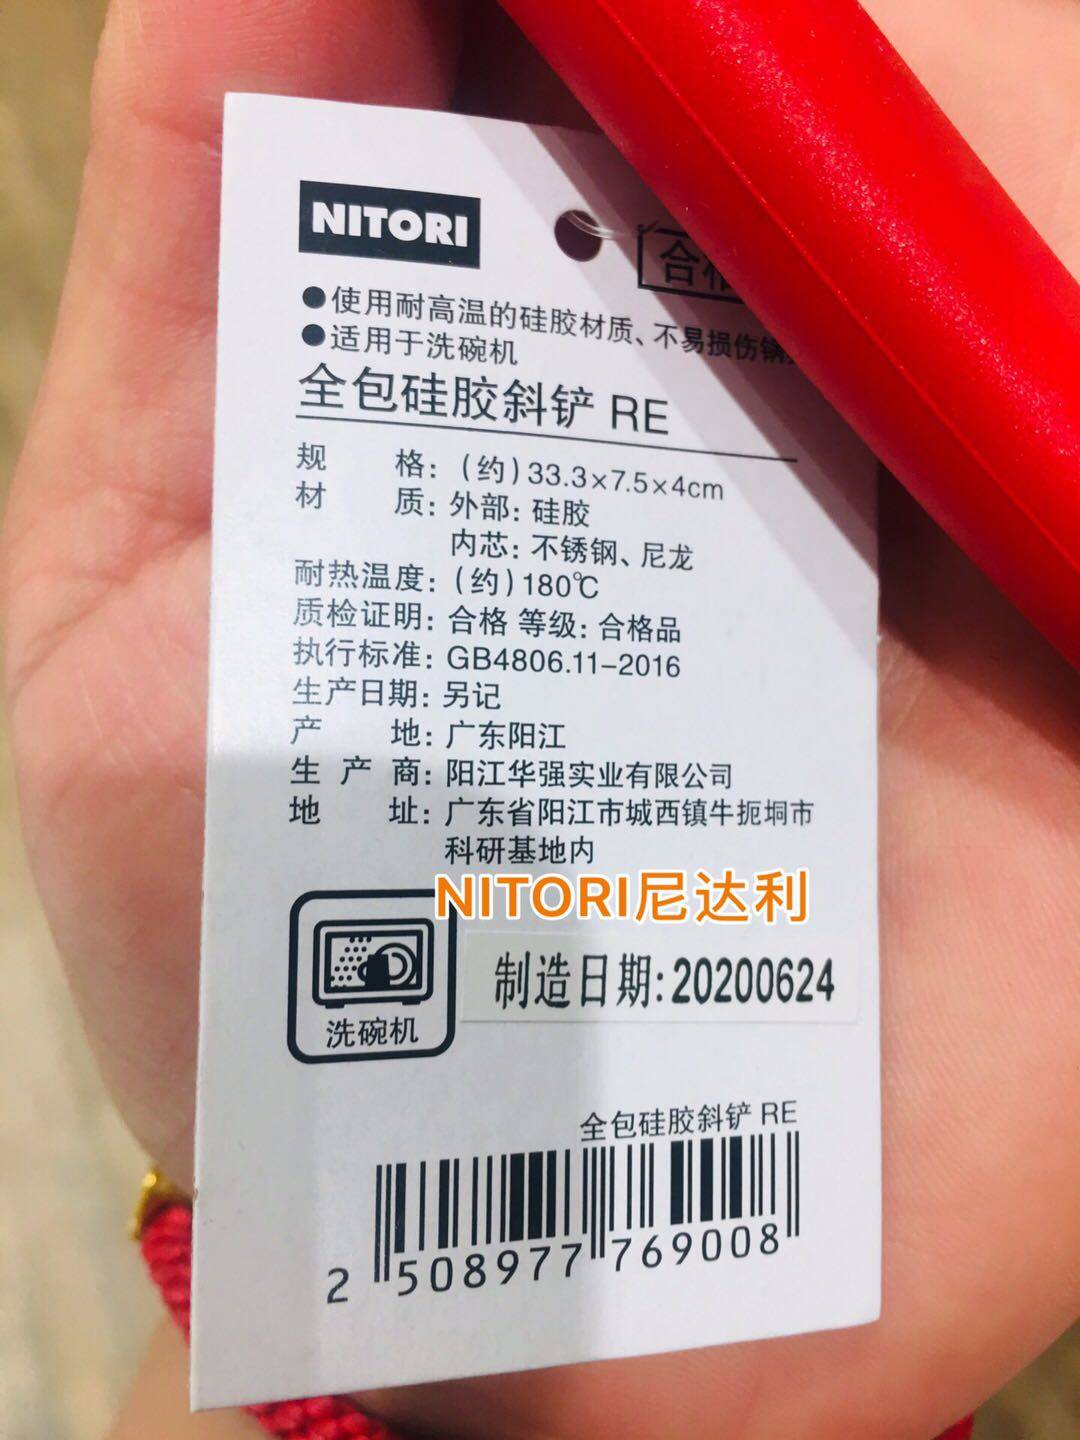 NITORI
合格
●使用耐高温的硅胶材质、不易损伤锅
●适用于洗碗机
全包硅胶斜铲 RE
规格：(约)33.3×7.5×4cm
材质：外部：硅胶
内芯：不锈钢、尼龙
耐热温度：(约)180℃
质检证明：合格 等级：合格品
执行标准：GB4806.11-2016
生产日期：另记
产地：广东阳江
生产商：阳江华强实业有限公司
地址：广东省阳江市城西镇牛扼垌市
科研基地内
NITORI尼达利
制造日期:20200624
洗碗机
全包硅胶斜铲 RE
2 508977 769008